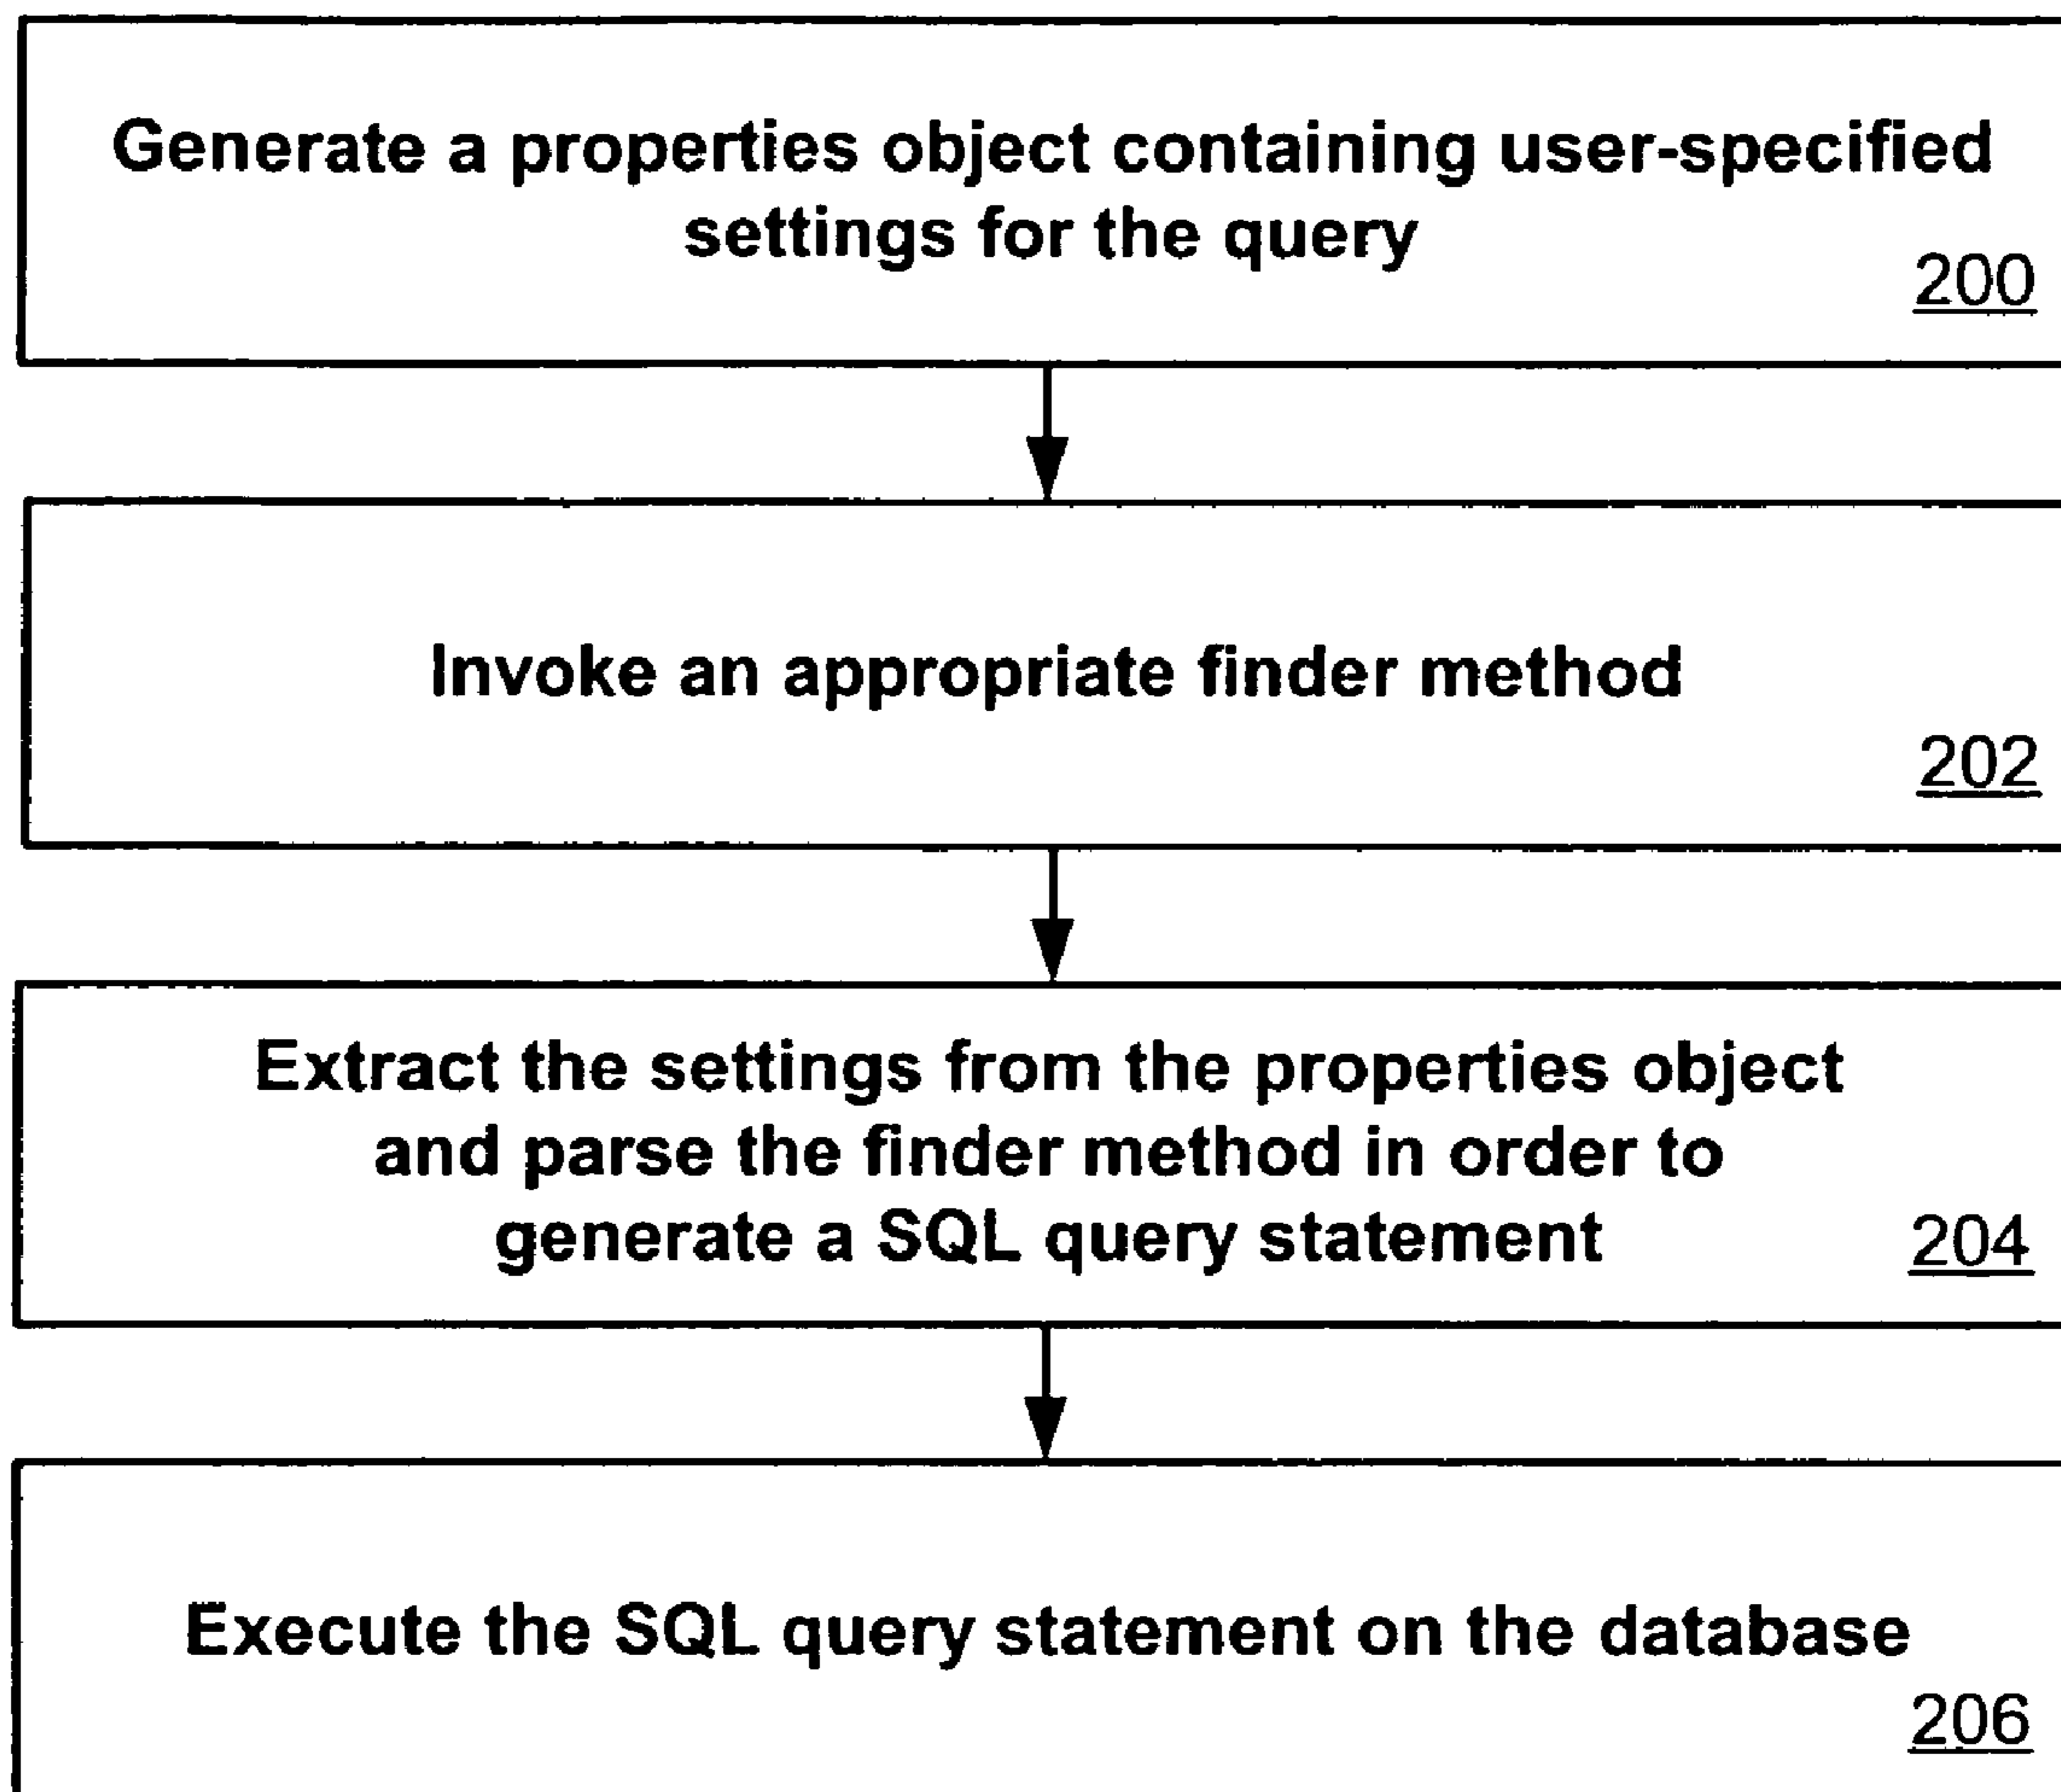 Generate a properties object containing user-specified
settings for the query
200
Invoke an appropriate finder method
202
Extract the settings from the properties object
and parse the finder method in order to
generate a SQL query statement
204
Execute the SQL query statement on the database
206